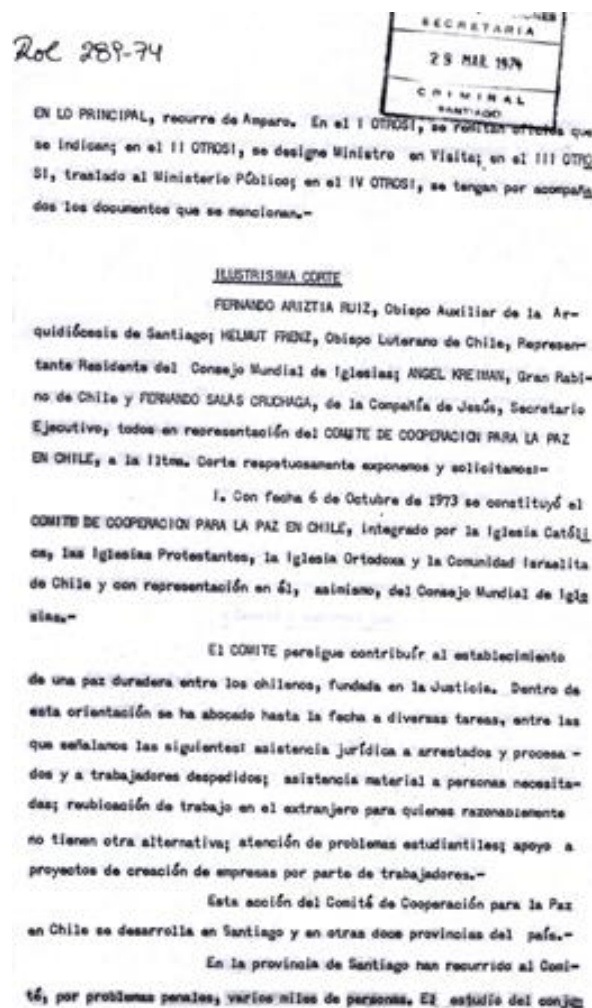 SECRETARIA
Rol 289-74
29 MAR 1974
CRIMINAL
SANTIAGO
EN LO PRINCIPAL, recurre de Amparo. En el I OTROSI, se remitan oficios que
se indican; en el II OTROSI, se designe Ministro en Visita; en el III OTRO
SI, traslado al Ministerio Público; en el IV OTROSI, se tengan por acompaña
dos los documentos que se mencionan.-
ILUSTRISIMA CORTE
FERNANDO ARIZTIA RUIZ, Obispo Auxiliar de la Ar-
quidiócesis de Santiago; HELMUT FRENZ, Obispo Luterano de Chile, Represen-
tante Residente del Consejo Mundial de Iglesias; ANGEL KREIMAN, Gran Rabi-
no de Chile y FERNANDO SALAS CRUCHAGA, de la Compañía de Jesús, Secretario
Ejecutivo, todos en representación del COMITE DE COOPERACION PARA LA PAZ
EN CHILE, a la Iltma. Corte respetuosamente exponemos y solicitamos:-
I. Con fecha 6 de Octubre de 1973 se constituyó el
COMITE DE COOPERACION PARA LA PAZ EN CHILE, integrado por la Iglesia Católi
ca, las Iglesias Protestantes, la Iglesia Ortodoxa y la Comunidad Israelita
de Chile y con representación en él, asimismo, del Consejo Mundial de Igle
sias.-
El COMITE persigue contribuír al establecimiento
de una paz duradera entre los chilenos, fundada en la Justicia. Dentro de
esta orientación se ha abocado hasta la fecha a diversas tareas, entre las
que señalamos las siguientes: asistencia jurídica a arrestados y procesa -
dos y a trabajadores despedidos; asistencia material a personas necesita-
das; reubicación de trabajo en el extranjero para quienes razonablemente
no tienen otra alternativa; atención de problemas estudiantiles; apoyo a
proyectos de creación de empresas por parte de trabajadores.-
Esta acción del Comité de Cooperación para la Paz
en Chile se desarrolla en Santiago y en otras doce provincias del país.-
En la provincia de Santiago han recurrido al Comi-
té, por problemas penales, varios miles de personas. El estudio del conjun